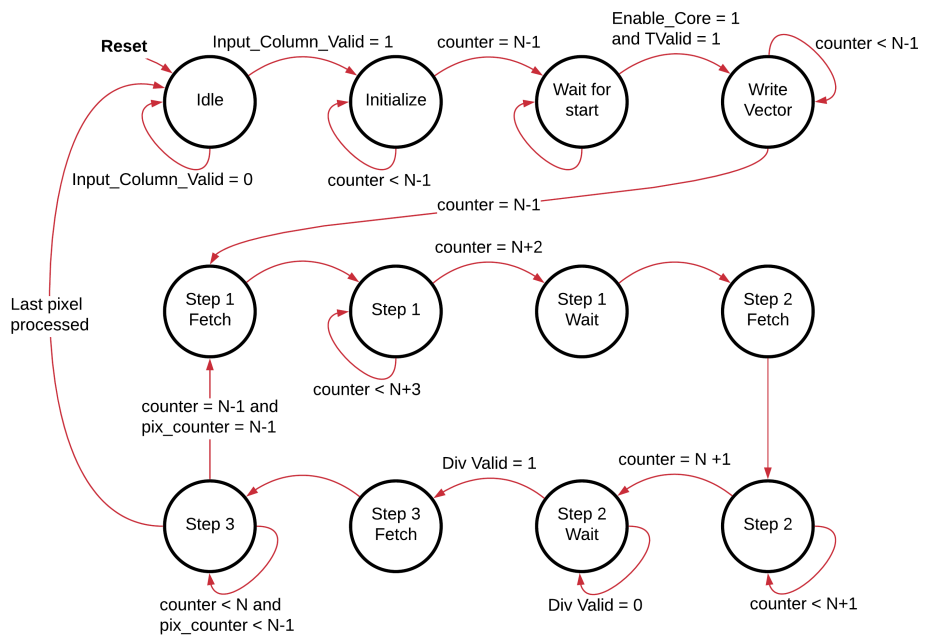 Reset
Input_Column_Valid = 1
counter = N-1
Enable_Core = 1
and TValid = 1
counter < N-1
Idle
Initialize
Wait for
start
Write
Vector
Input_Column_Valid = 0
counter < N-1
counter = N-1
counter = N+2
Step 1
Fetch
Step 1
Step 1
Wait
Step 2
Fetch
Last pixel
processed
counter < N+3
counter = N-1 and
pix_counter = N-1
Div Valid = 1
counter = N +1
Step 3
Step 3
Fetch
Step 2
Wait
Step 2
counter < N and
pix_counter < N-1
Div Valid = 0
counter < N+1